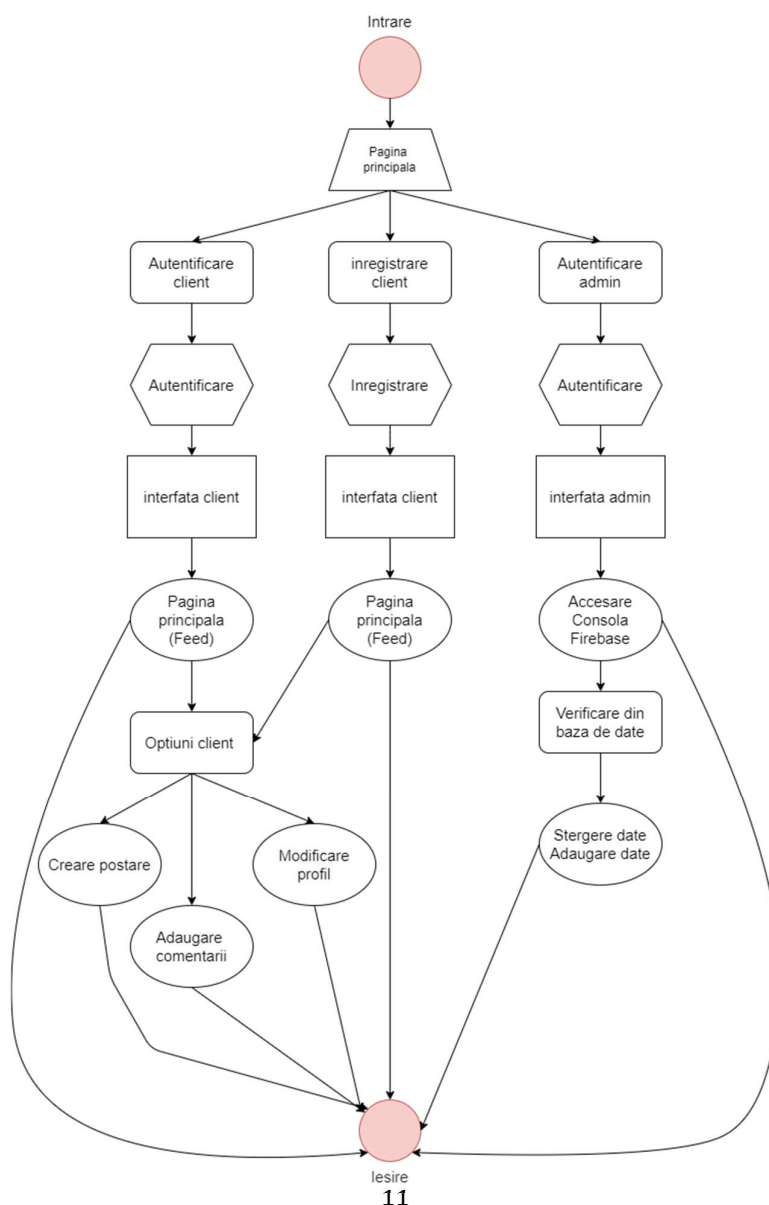 Intrare
Pagina
principala
Autentificare
client
inregistrare
client
Autentificare
admin
Autentificare
Inregistrare
Autentificare
interfata client
interfata client
interfata admin
Pagina
principala
(Feed)
Pagina
principala
(Feed)
Accesare
Consola
Firebase
Optiuni client
Verificare din
baza de date
Creare postare
Adaugare
comentarii
Modificare
profil
Stergere date
Adaugare date
Iesire
11